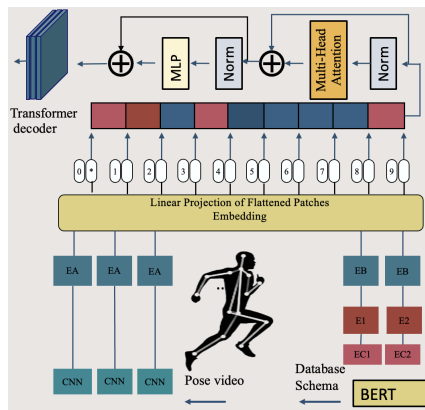 MLP
Norm
Multi-Head
Attention
Norm
Transformer
decoder
0 * 1 2 3 4 5 6 7 8 9
Linear Projection of Flattened Patches
Embedding
EA EA EA EB EB
E1 E2
EC1 EC2
CNN CNN CNN
Pose video
Database
Schema
BERT